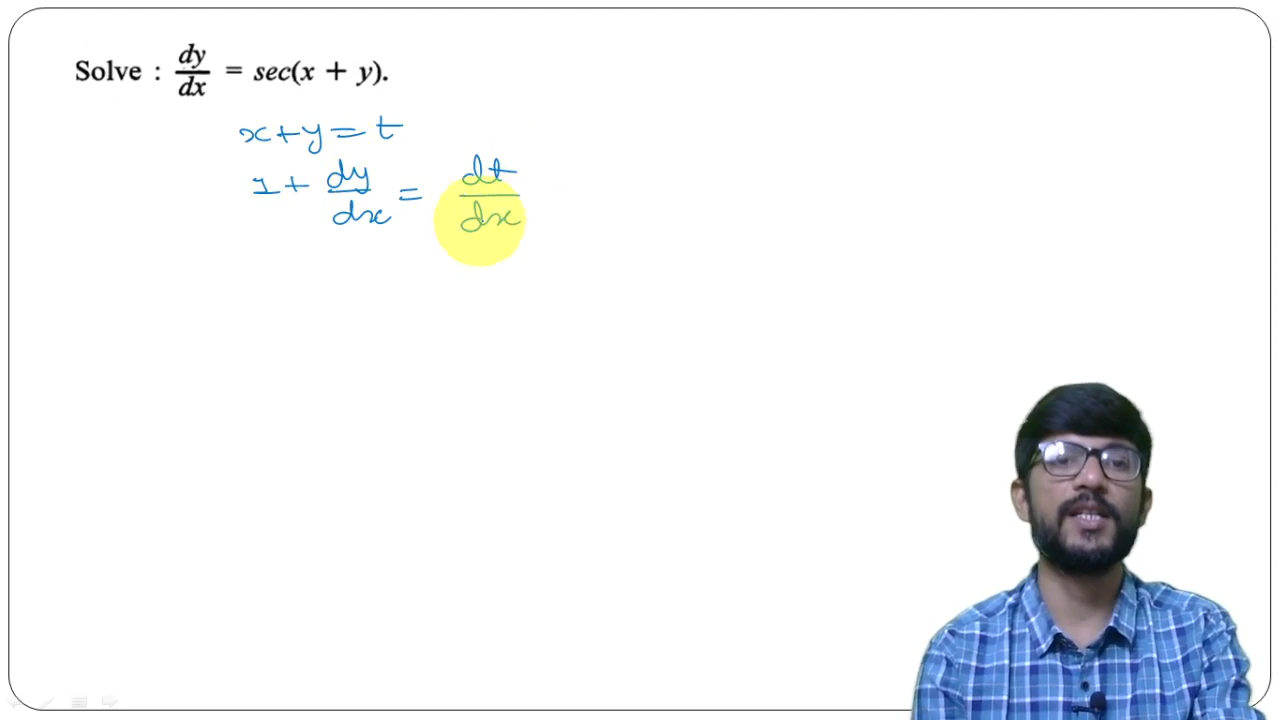 Solve : dy/dx = sec(x + y).
x+y=t
1+ dy/dx = dt/dx